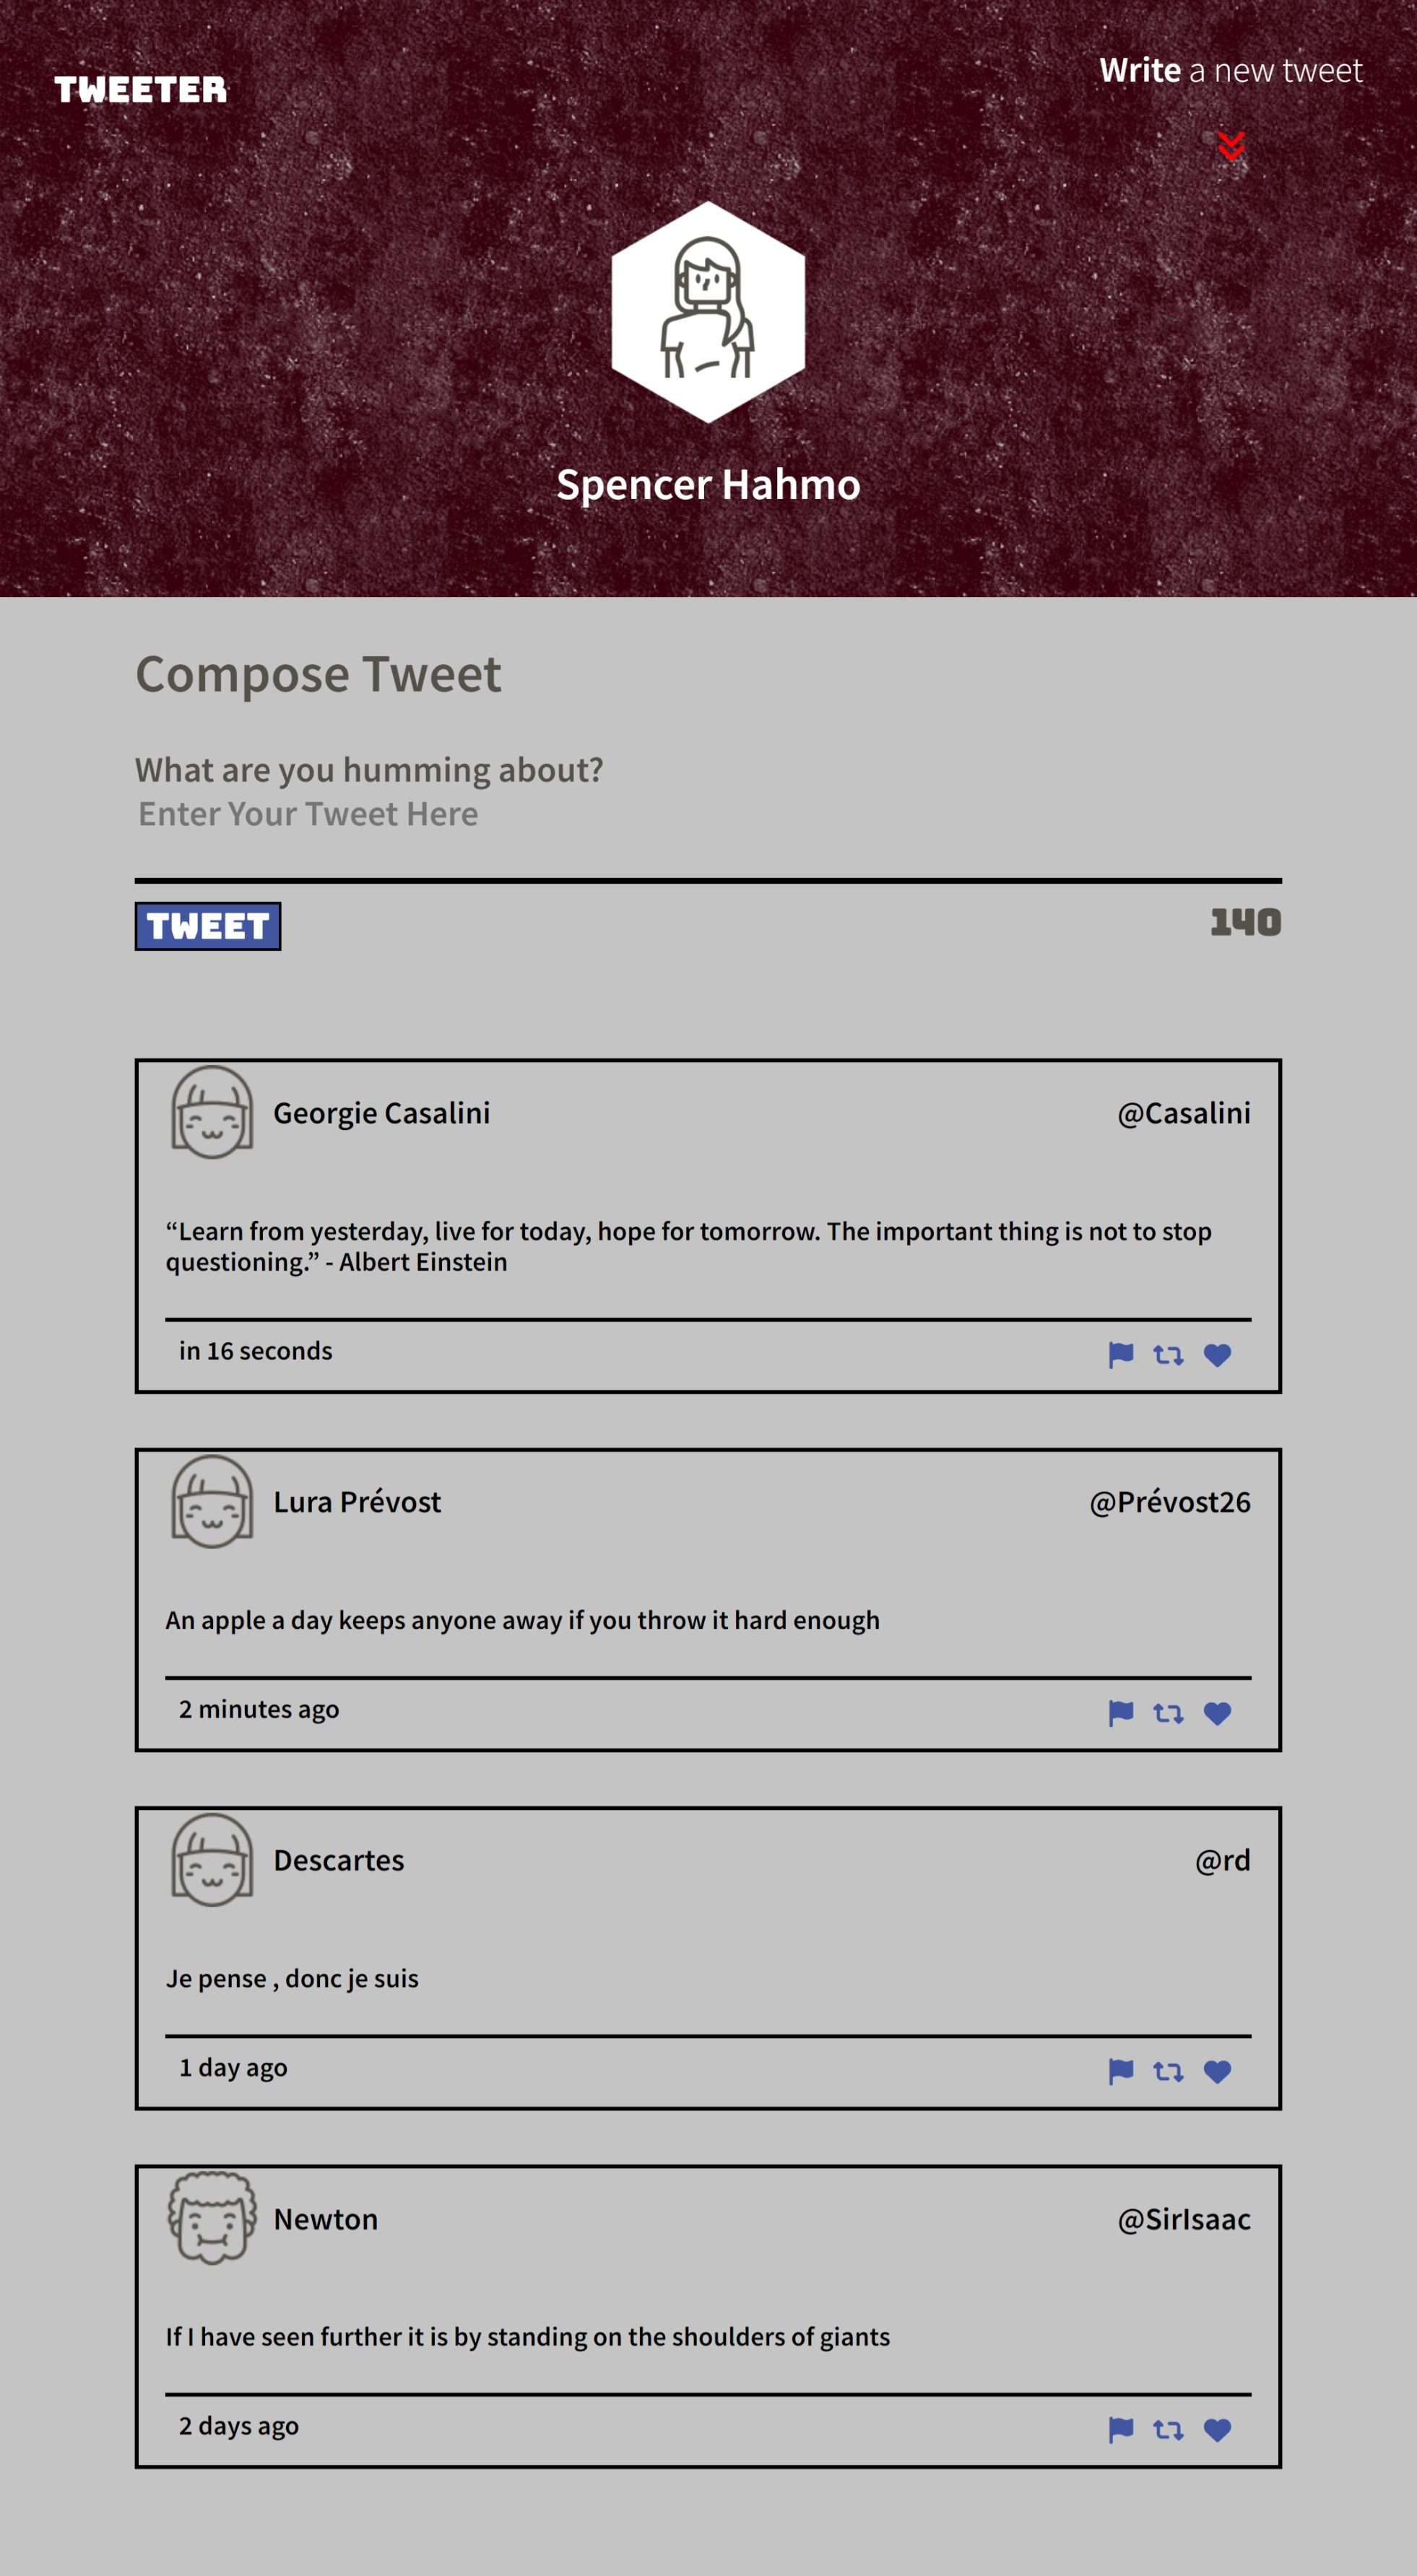 TWEETER
Write a new tweet
Spencer Hahmo
Compose Tweet
What are you humming about?
Enter Your Tweet Here
TWEET
140
Georgie Casalini
@Casalini
“Learn from yesterday, live for today, hope for tomorrow. The important thing is not to stop
questioning.” - Albert Einstein
in 16 seconds
Lura Prévost
@Prévost26
An apple a day keeps anyone away if you throw it hard enough
2 minutes ago
Descartes
@rd
Je pense , donc je suis
1 day ago
Newton
@SirIsaac
If I have seen further it is by standing on the shoulders of giants
2 days ago